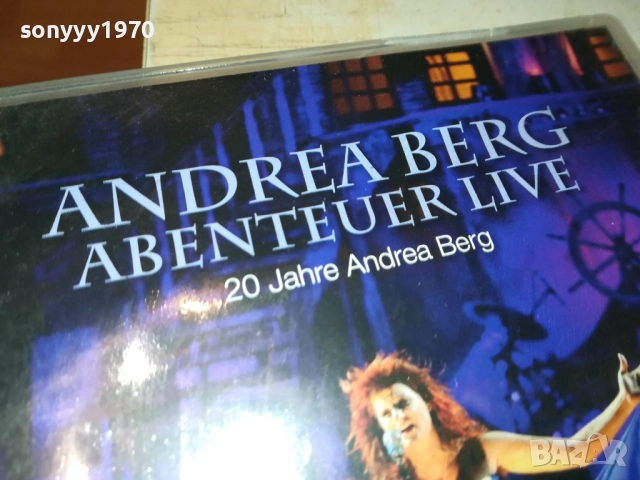 sonyyy1970
ANDREA BERG
ABENTEUER LIVE
20 Jahre Andrea Berg
BAZAR